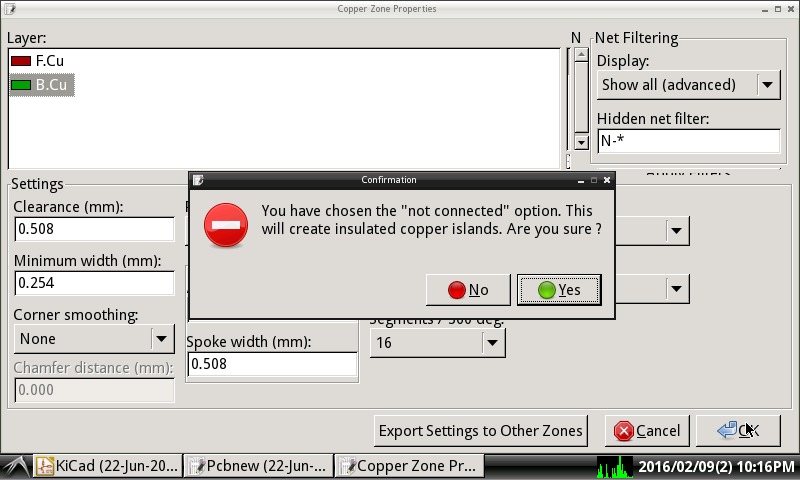 Copper Zone Properties
Layer:
F.Cu
B.Cu
N
Net Filtering
Display:
Show all (advanced)
Hidden net filter:
N-*
Settings
Clearance (mm):
0.508
Minimum width (mm):
0.254
Corner smoothing:
None
Chamfer distance (mm):
0.000
Confirmation
You have chosen the "not connected" option. This
will create insulated copper islands. Are you sure ?
No
Yes
Spoke width (mm):
0.508
16
Export Settings to Other Zones
Cancel
OK
KiCad (22-Jun-20...
Pcbnew (22-Jun-...
Copper Zone Pr...
2016/02/09(2) 10:16PM